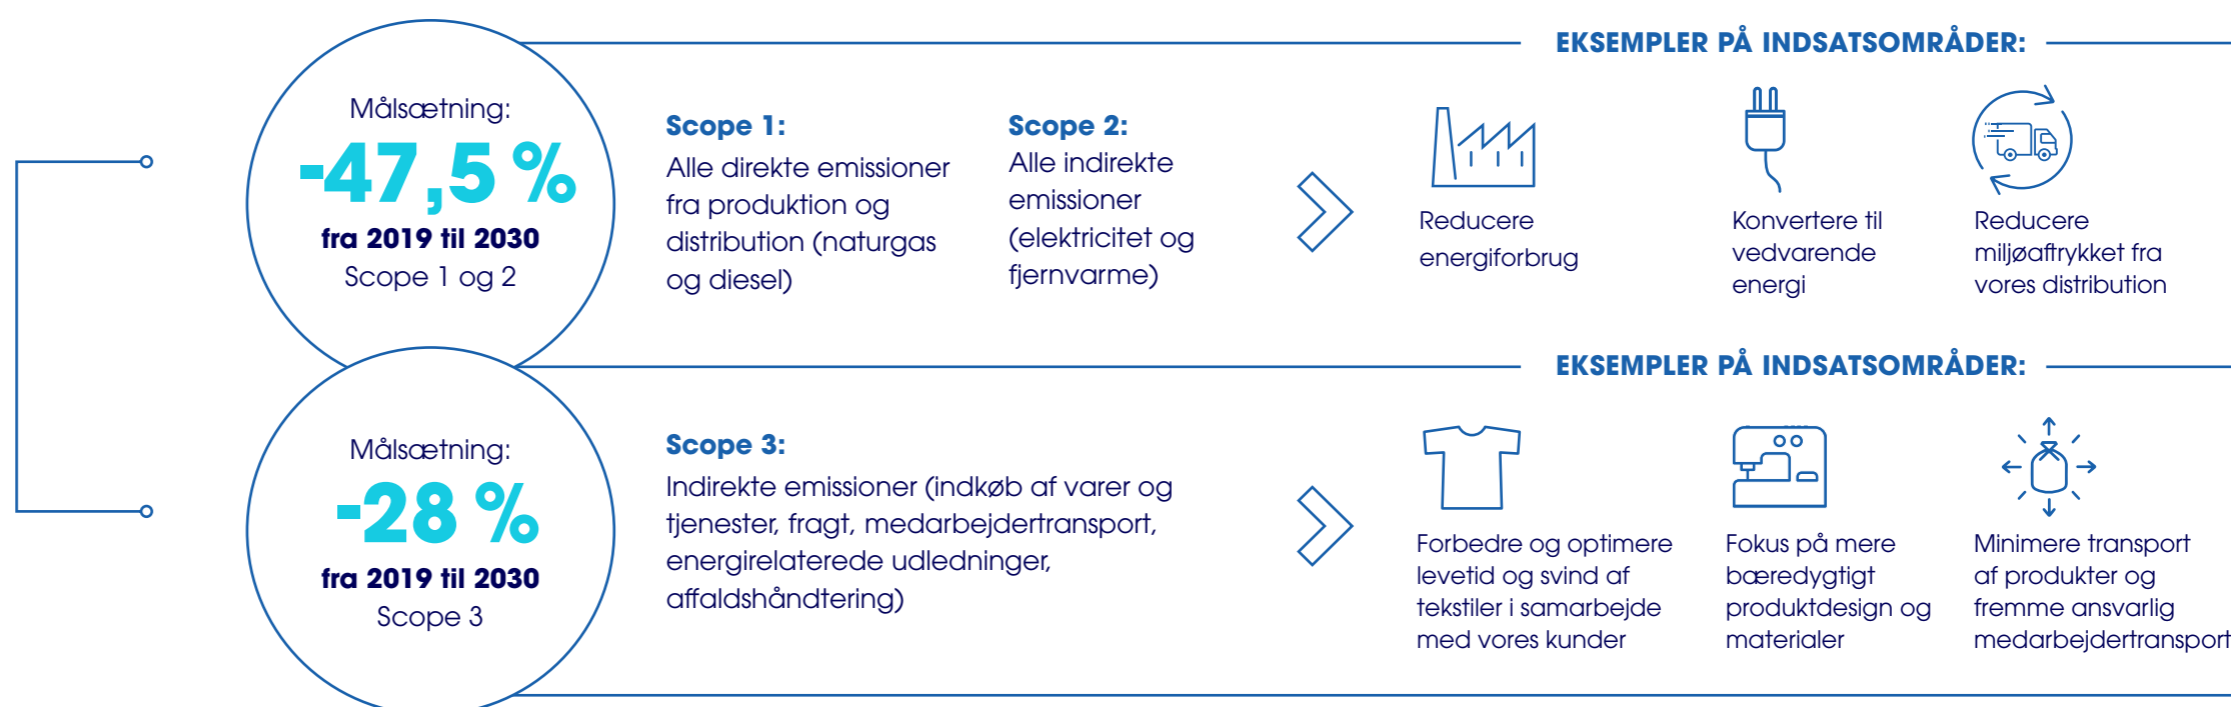 Målsætning:
-47,5 %
fra 2019 til 2030
Scope 1 og 2
Scope 1:
Alle direkte emissioner
fra produktion og
distribution (naturgas
og diesel)
Scope 2:
Alle indirekte
emissioner
(elektricitet og
fjernvarme)
EKSEMPLER PÅ INDSATSOMRÅDER:
Reducere
energiforbrug
Konvertere til
vedvarende
energi
Reducere
miljøaftrykket fra
vores distribution
Målsætning:
-28 %
fra 2019 til 2030
Scope 3
Scope 3:
Indirekte emissioner (indkøb af varer og
tjenester, fragt, medarbejdertransport,
energirelaterede udledninger,
affaldshåndtering)
EKSEMPLER PÅ INDSATSOMRÅDER:
Forbedre og optimere
levetid og svind af
tekstiler i samarbejde
med vores kunder
Fokus på mere
bæredygtigt
produktdesign og
materialer
Minimere transport
af produkter og
fremme ansvarlig
medarbejdertransport